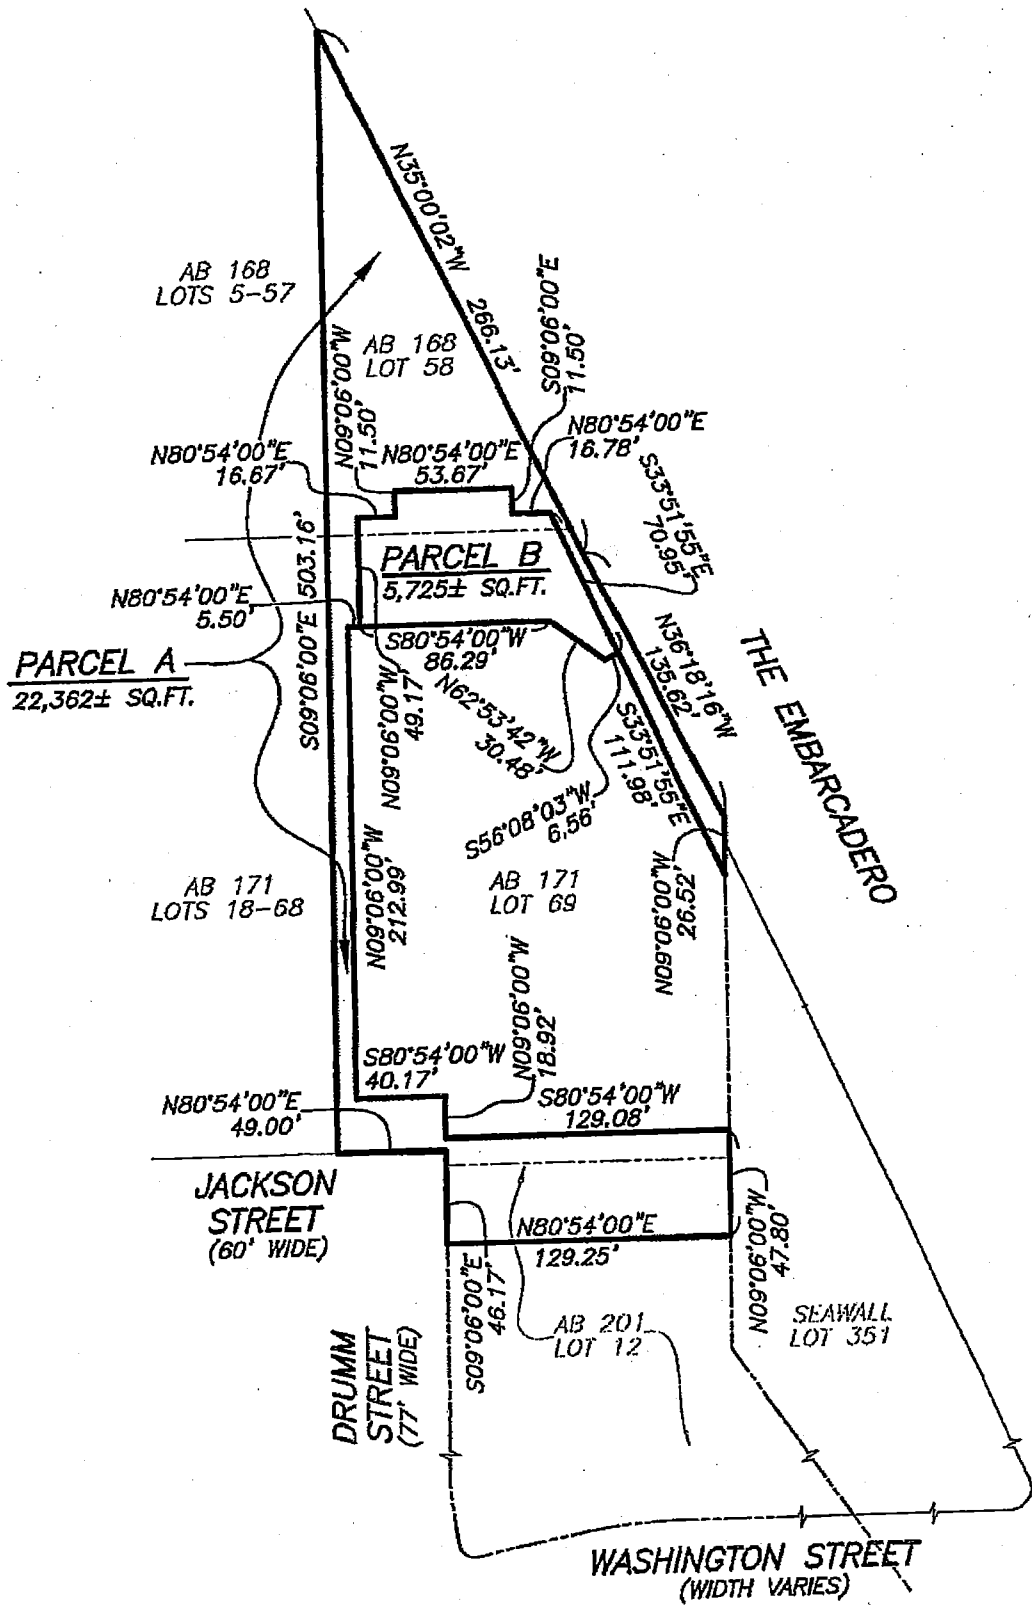 N35°00'02"W
266.13'
AB 168
LOTS 5-57
AB 168
LOT 58
S09°06'00"E
11.50'
N09°06'00"W
11.50'
N80°54'00"E
16.78'
N80°54'00"E
16.67'
N80°54'00"E
53.67'
S33°51'55"E
70.95'
S09°06'00"E 503.16'
PARCEL B
5,725± SQ.FT.
N80°54'00"E
5.50'
S80°54'00"W
86.29'
PARCEL A
22,362± SQ.FT.
N09°06'00"W
49.17'
N62°53'42"W
30.48'
N36°18'16"W
135.62'
THE EMBARCADERO
S33°51'55"E
111.98'
S56°08'03"W
6.56'
AB 171
LOTS 18-68
N09°06'00"W
212.99'
AB 171
LOT 69
N09°06'00"W
26.52'
N09°06'00"W
18.92'
S80°54'00"W
40.17'
N80°54'00"E
49.00'
S80°54'00"W
129.08'
JACKSON
STREET
(60' WIDE)
N80°54'00"E
129.25'
N09°06'00"W
47.80'
S09°06'00"E
46.17'
AB 201
LOT 12
SEAWALL
LOT 351
DRUMM
STREET
(77' WIDE)
WASHINGTON STREET
(WIDTH VARIES)